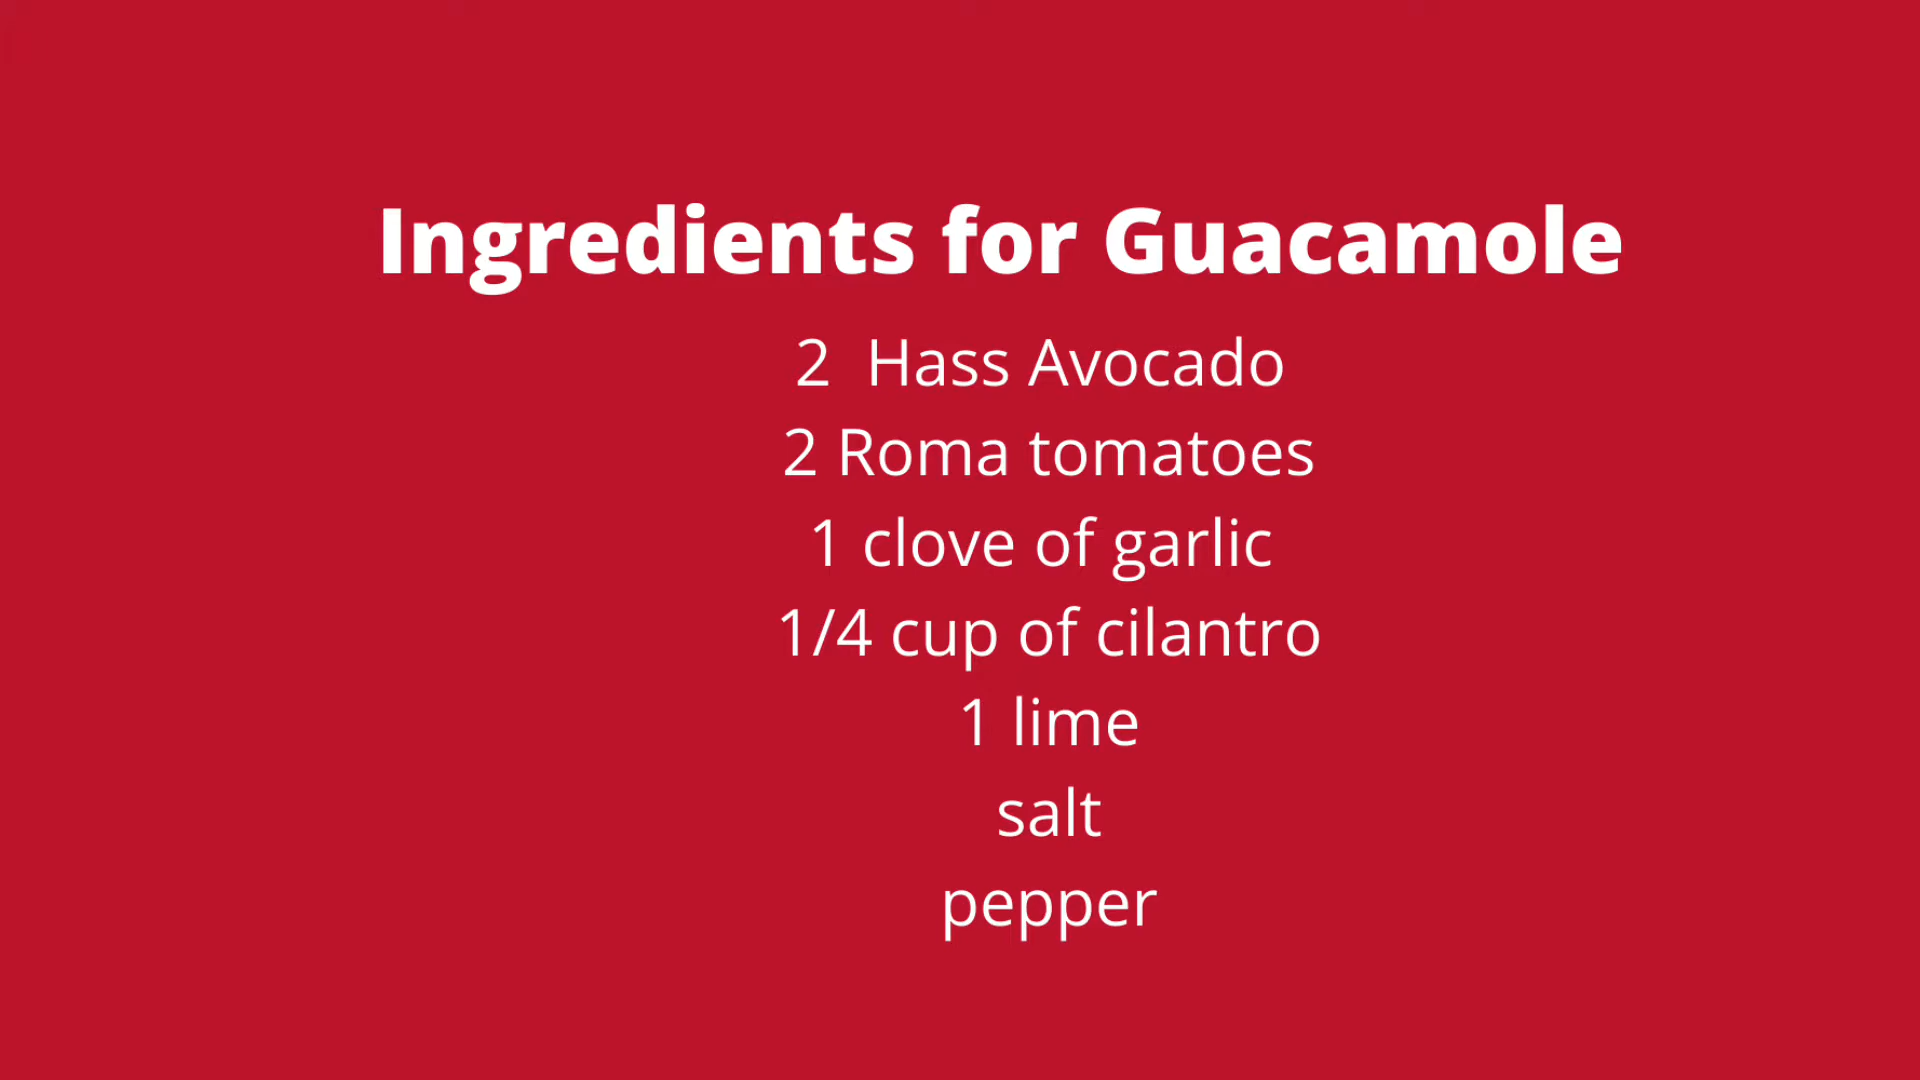 Ingredients for Guacamole
2  Hass Avocado
2 Roma tomatoes
1 clove of garlic
1/4 cup of cilantro
1 lime
salt
pepper